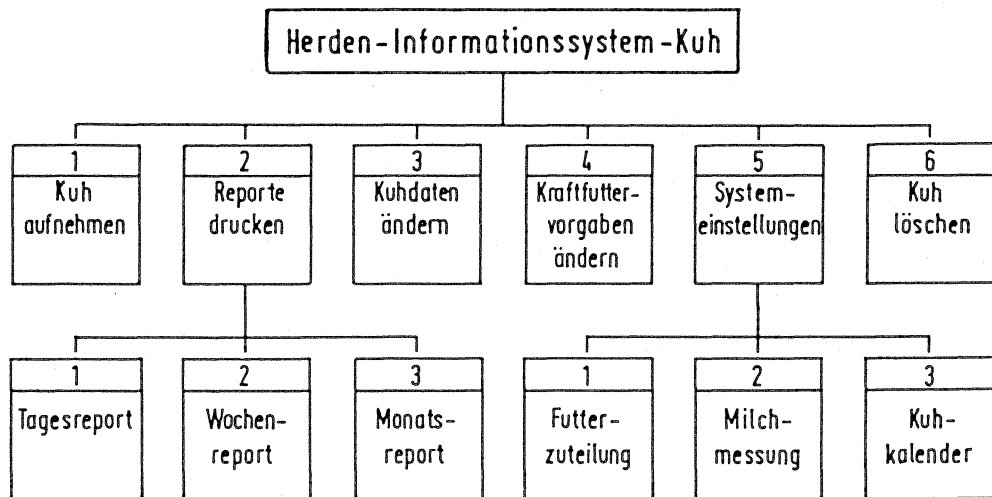 Herden-Informationssystem-Kuh
1
Kuh
aufnehmen
2
Reporte
drucken
3
Kuhdaten
ändern
4
Kraftfutter-
vorgaben
ändern
5
System-
einstellungen
6
Kuh
löschen
1
Tagesreport
2
Wochen-
report
3
Monats-
report
1
Futter-
zuteilung
2
Milch-
messung
3
Kuh-
kalender